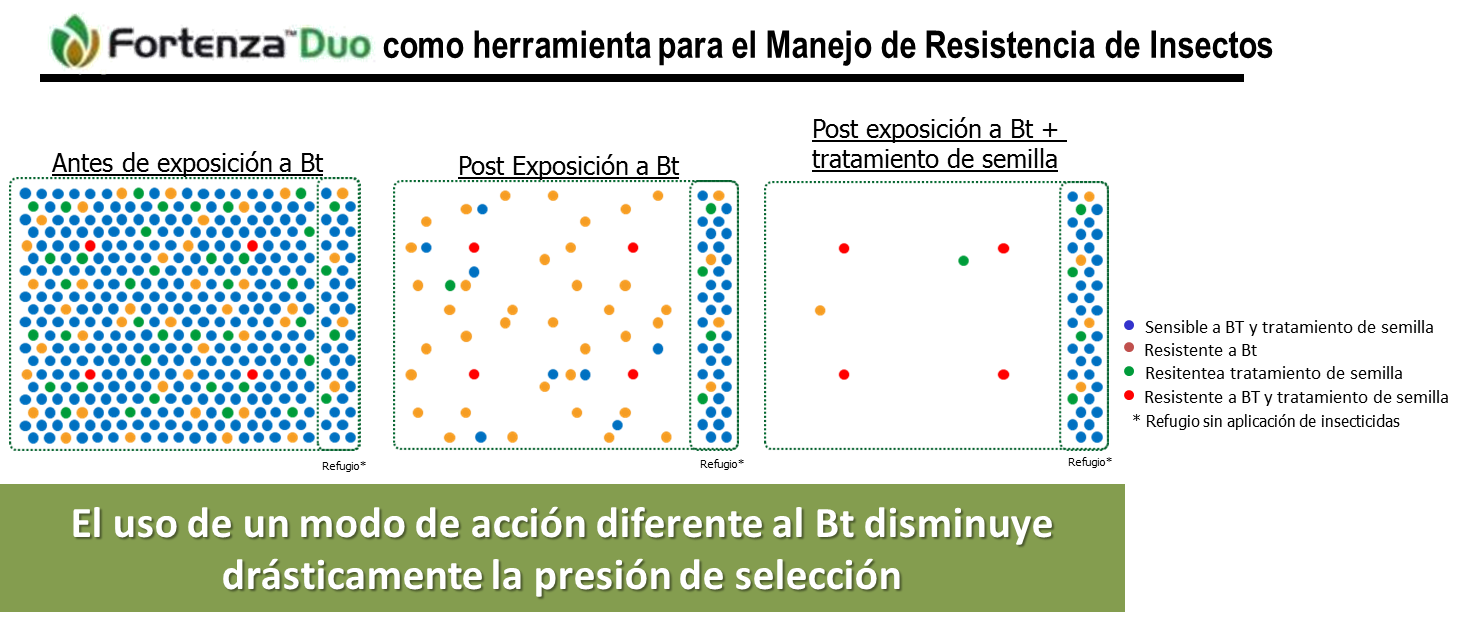 Fortenza™ Duo como herramienta para el Manejo de Resistencia de Insectos
Antes de exposición a Bt
Post Exposición a Bt
Post exposición a Bt +
tratamiento de semilla
Sensible a BT y tratamiento de semilla
Resistente a Bt
Resitentea tratamiento de semilla
Resistente a BT y tratamiento de semilla
* Refugio sin aplicación de insecticidas
Refugio*
Refugio*
Refugio*
El uso de un modo de acción diferente al Bt disminuye
drásticamente la presión de selección